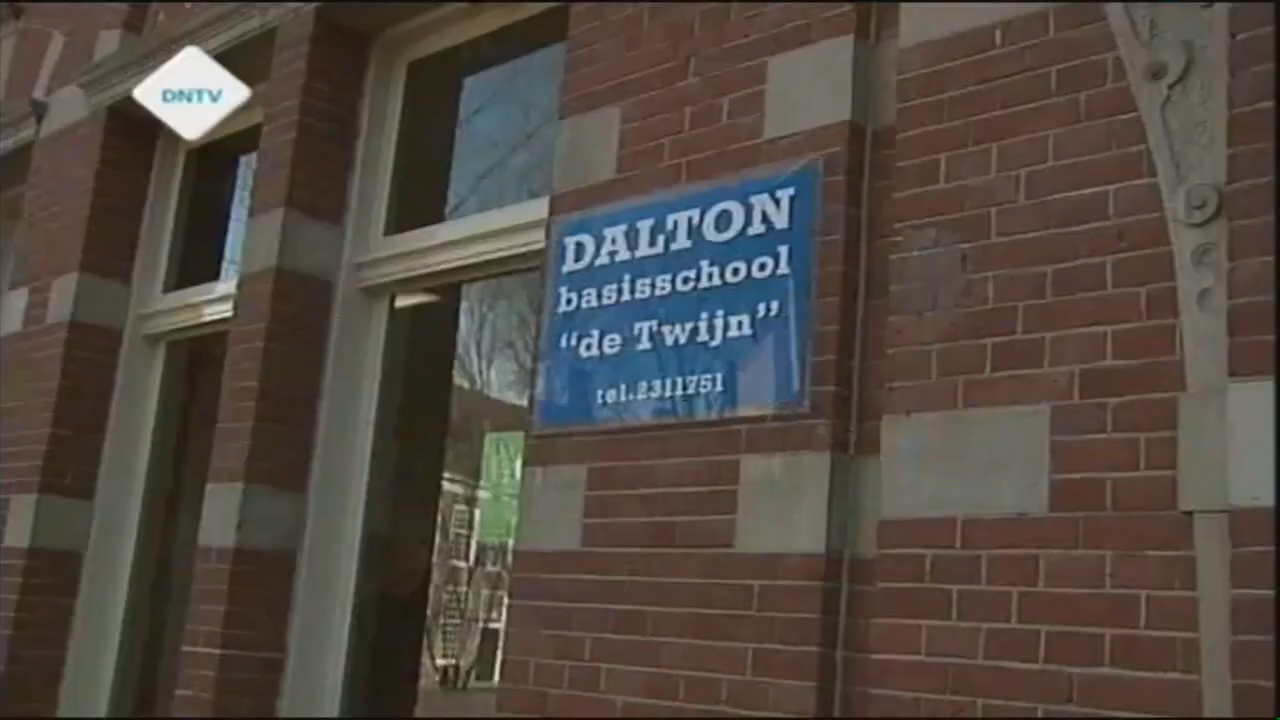 DNTV
DALTON
basisschool
“de Twijn”
tel.2311751